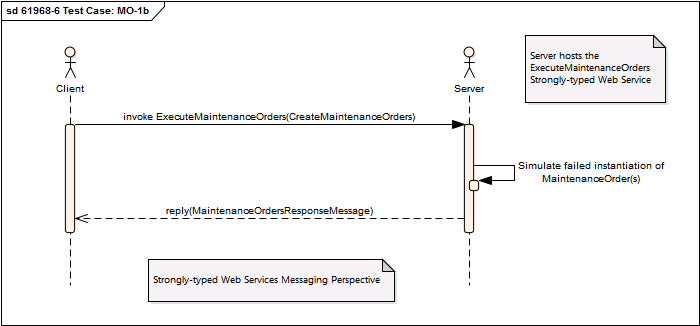 sd 61968-6 Test Case: MO-1b
Server hosts the
ExecuteMaintenanceOrders
Strongly-typed Web Service
Client
Server
invoke ExecuteMaintenanceOrders(CreateMaintenanceOrders)
Simulate failed instantiation of
MaintenanceOrder(s)
reply(MaintenanceOrdersResponseMessage)
Strongly-typed Web Services Messaging Perspective